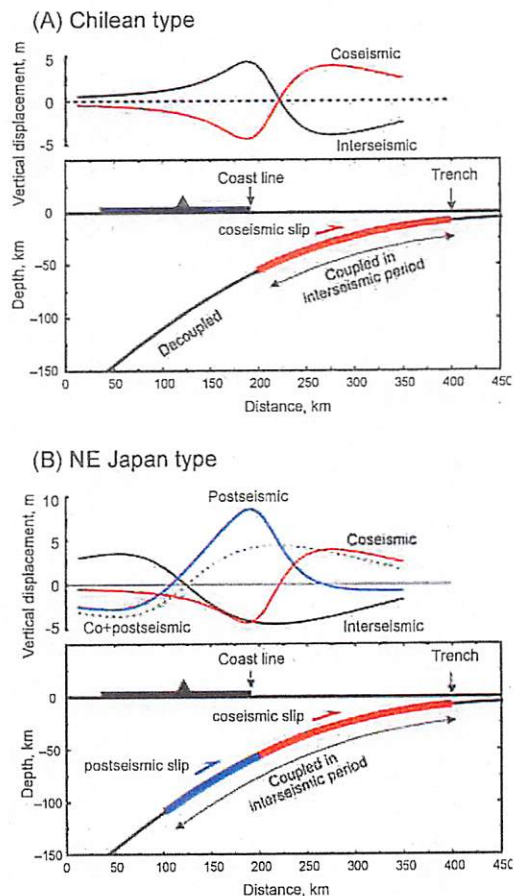 (A) Chilean type
Vertical displacement, m
5
0
-5
Coseismic
Interseismic
Coast line
Trench
Depth, km
0
-50
-100
-150
coseismic slip
Coupled in
interseismic period
Decoupled
0 50 100 150 200 250 300 350 400 450
Distance, km
(B) NE Japan type
Vertical displacement, m
10
5
0
-5
Postseismic
Coseismic
Co+postseismic
Interseismic
Coast line
Trench
Depth, km
0
-50
-100
-150
coseismic slip
postseismic slip
Coupled in
interseismic period
0 50 100 150 200 250 300 350 400 450
Distance, km